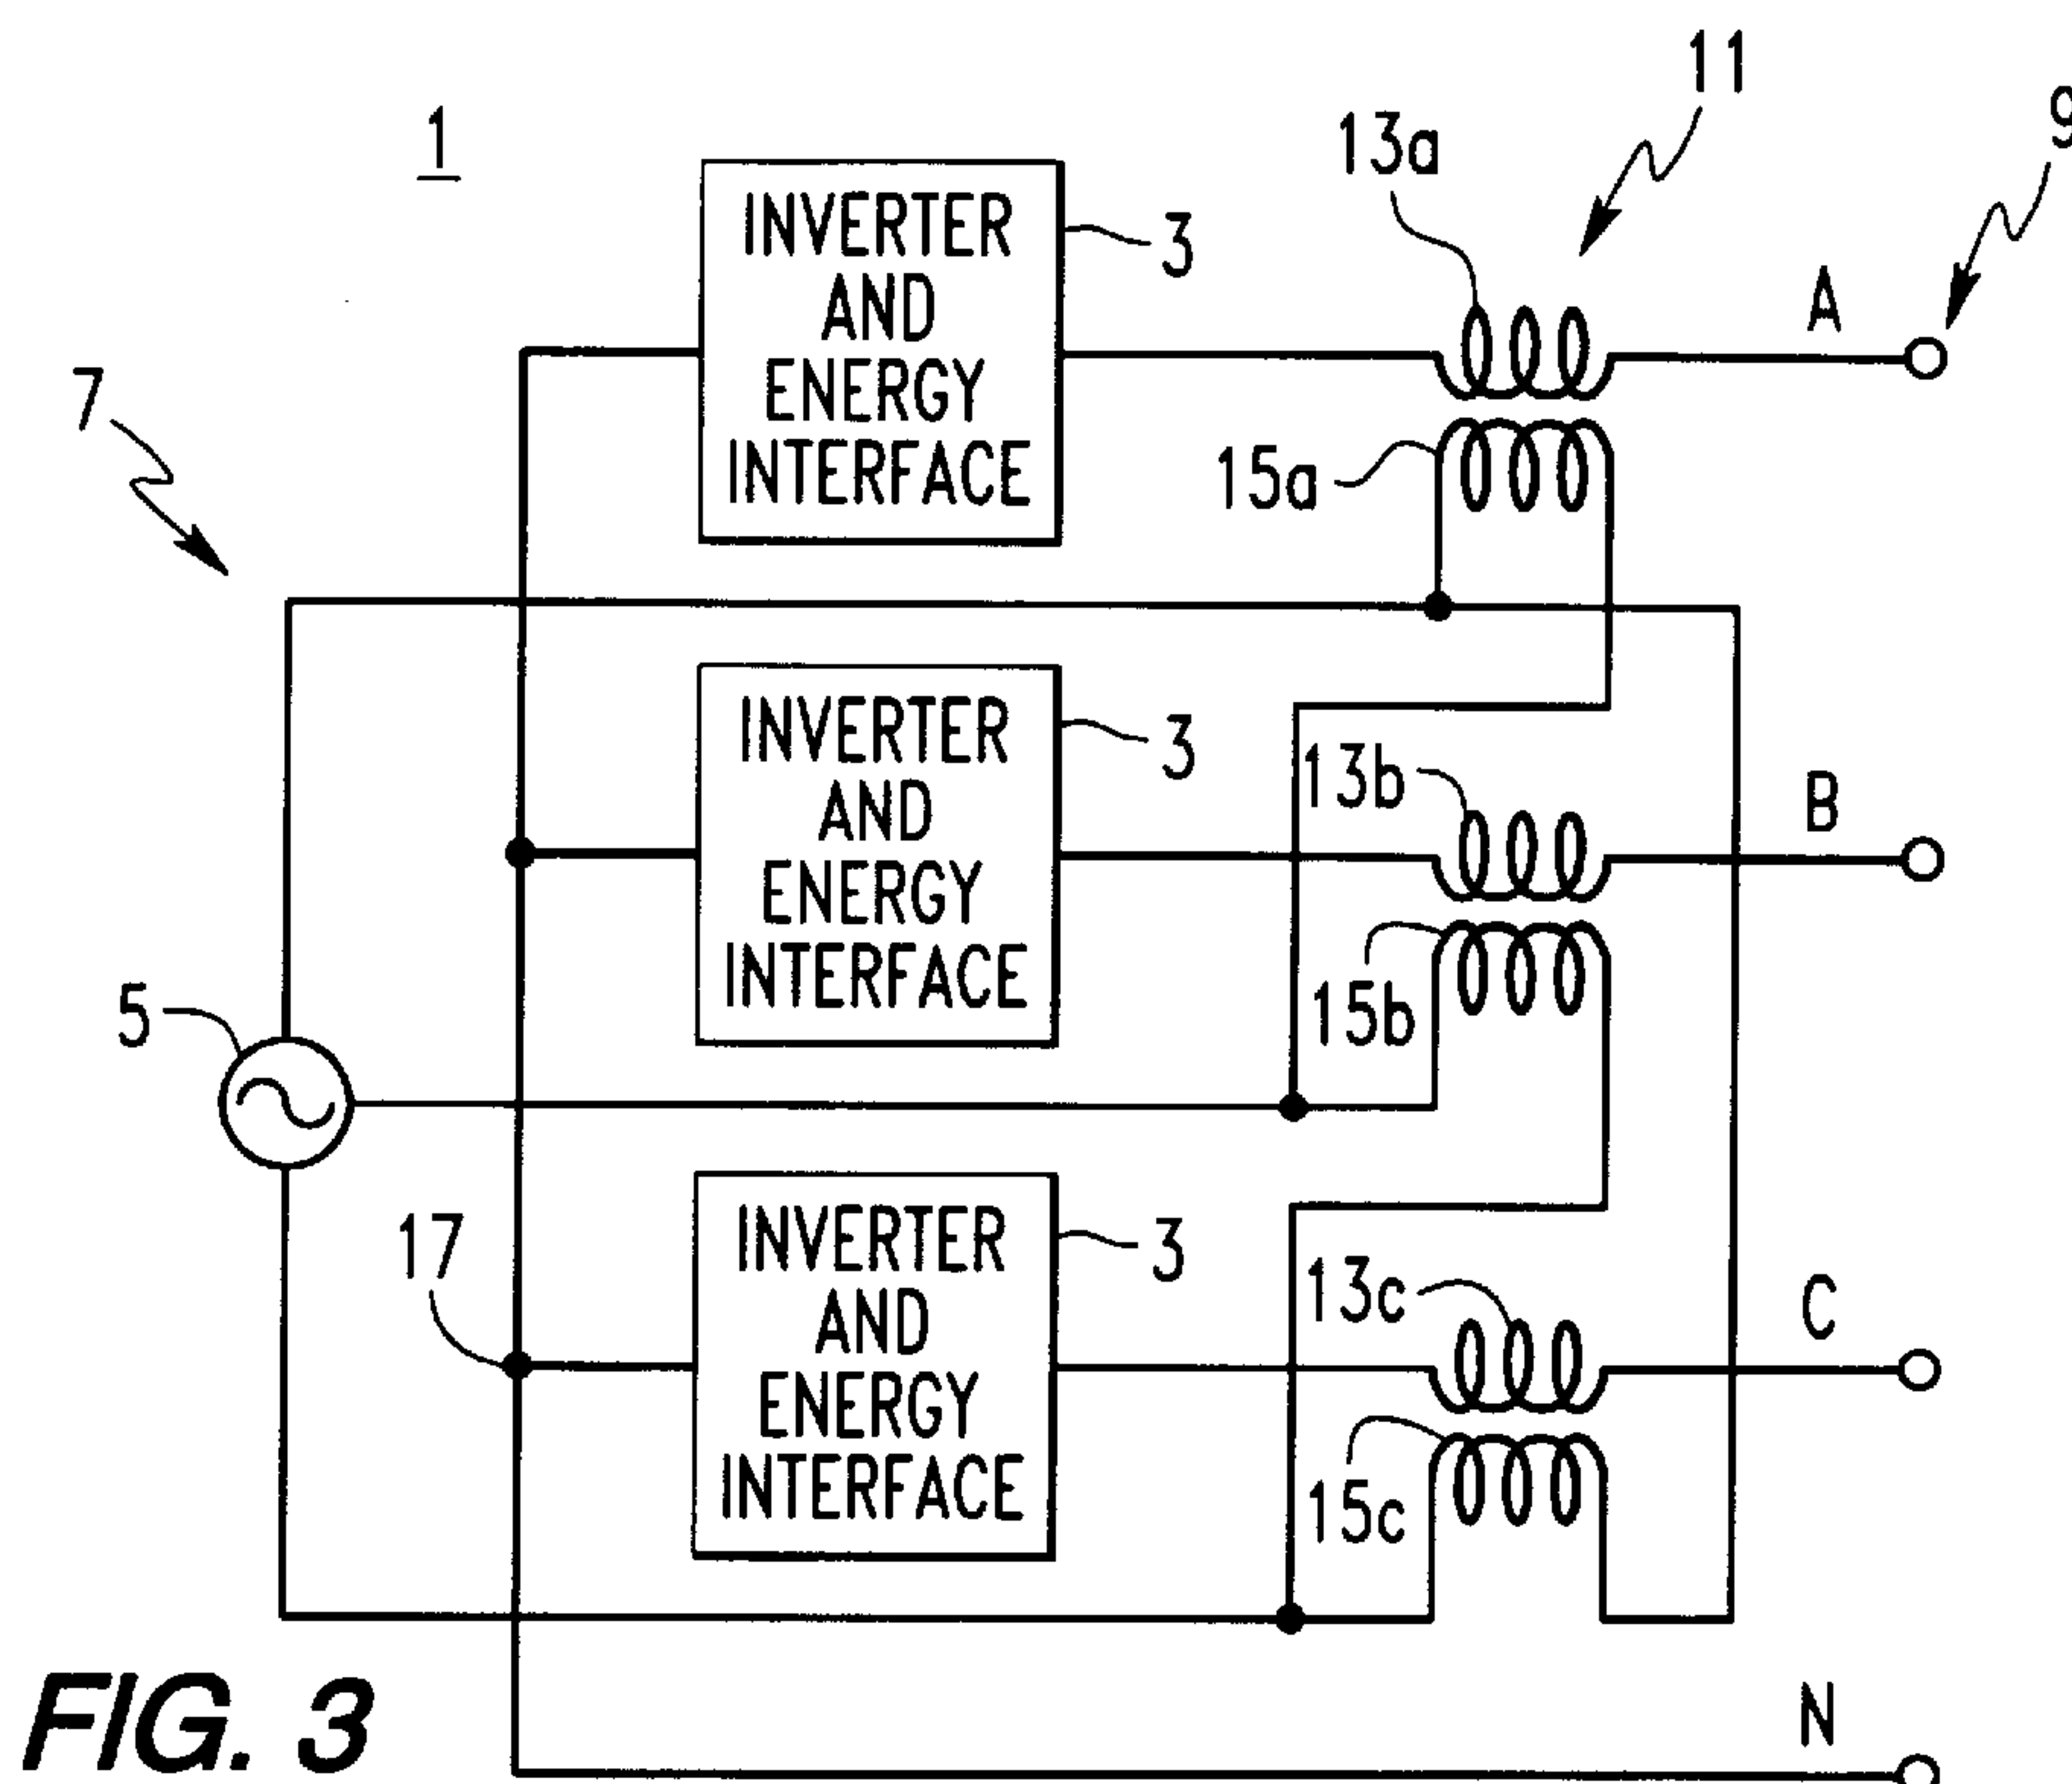 1
11
9
13a
INVERTER
AND
ENERGY
INTERFACE
3
A
7
15a
INVERTER
AND
ENERGY
INTERFACE
3
13b
B
15b
5
INVERTER
AND
ENERGY
INTERFACE
3
17
13c
C
15c
FIG. 3
N